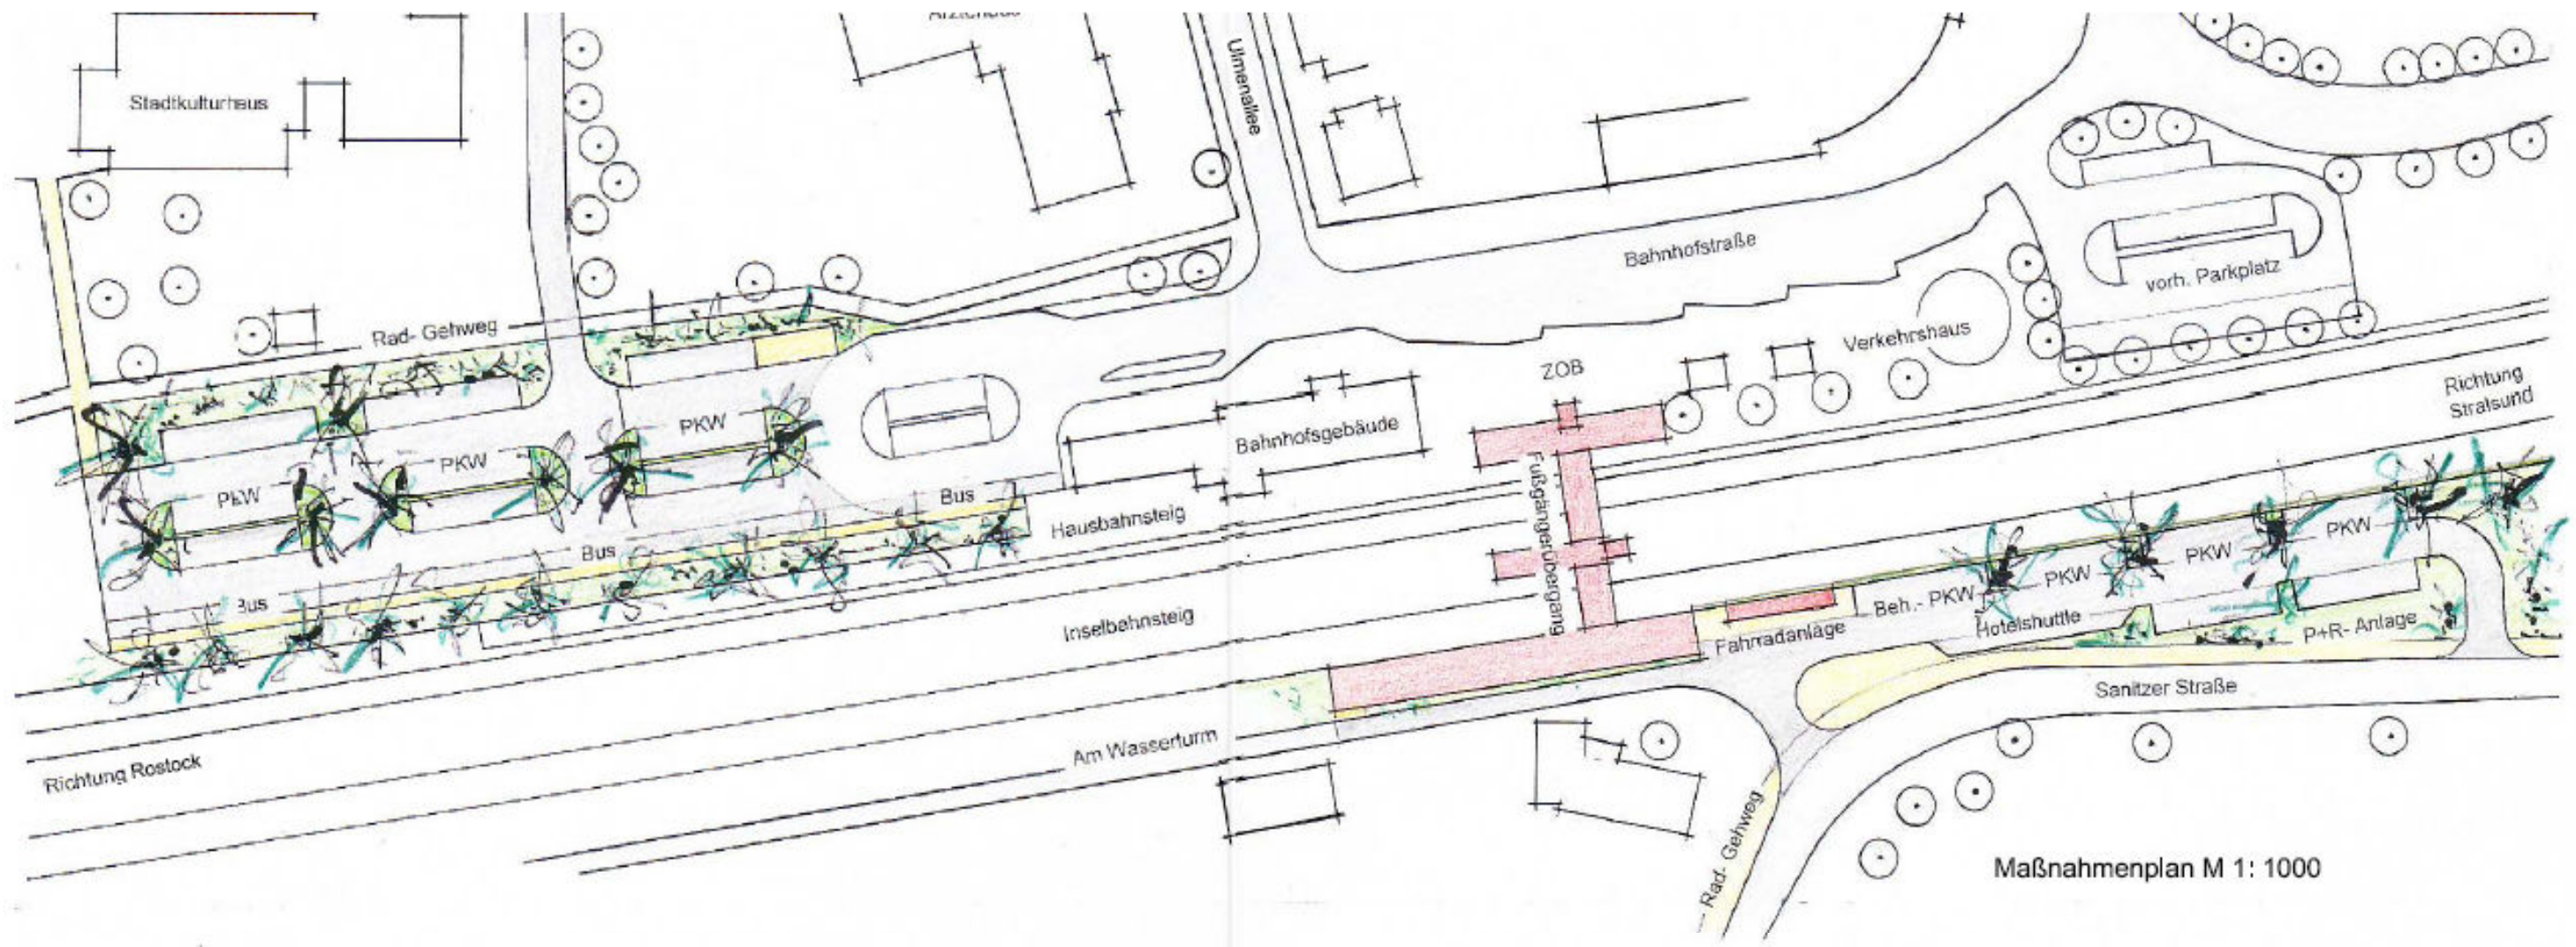 Stadtkulturhaus
Ulmenallee
Bahnhofstraße
vorh. Parkplatz
Rad- Gehweg
Verkehrshaus
ZOB
Richtung
Stralsund
PKW
PKW
PKW
Bahnhofsgebäude
Bus
Bus
Bus
Hausbahnsteig
Fußgängerübergang
Inselbahnsteig
PKW
PKW
PKW
Beh.- PKW
Hotelshuttle
Fahrradanlage
P+R- Anlage
Sanitzer Straße
Am Wasserturm
Richtung Rostock
Rad- Gehweg
Maßnahmenplan M 1: 1000